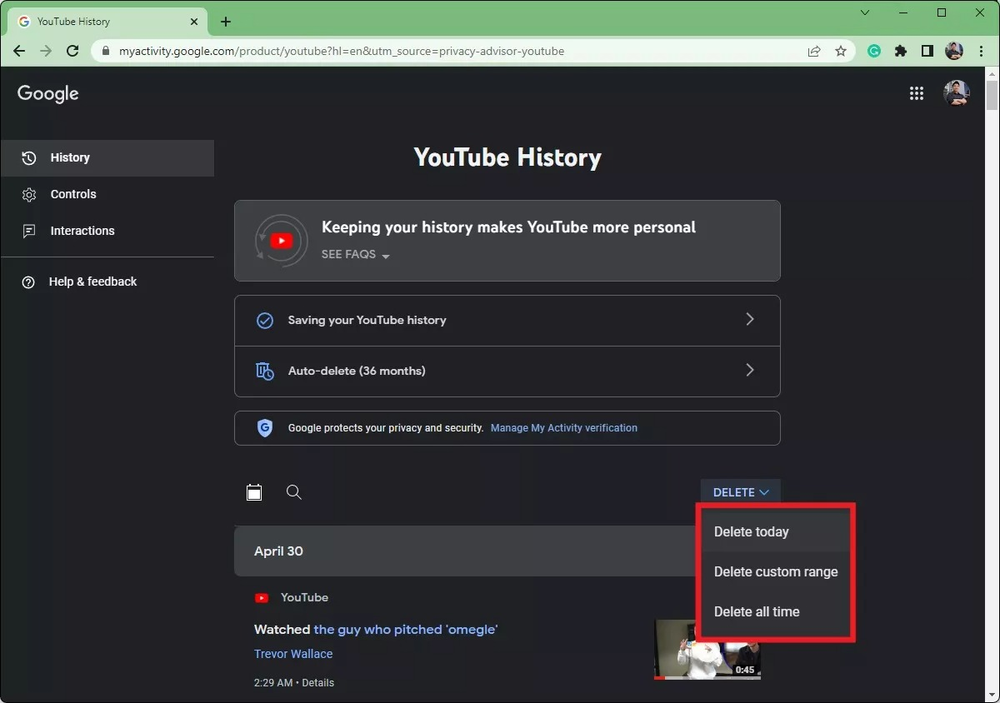 YouTube History
myactivity.google.com/product/youtube?hl=en&utm_source=privacy-advisor-youtube
Google
History
Controls
Interactions
Help & feedback
YouTube History
Keeping your history makes YouTube more personal
SEE FAQS
Saving your YouTube history
Auto-delete (36 months)
Google protects your privacy and security. Manage My Activity verification
DELETE
Delete today
Delete custom range
Delete all time
April 30
YouTube
Watched the guy who pitched 'omegle'
Trevor Wallace
2:29 AM • Details
0:45